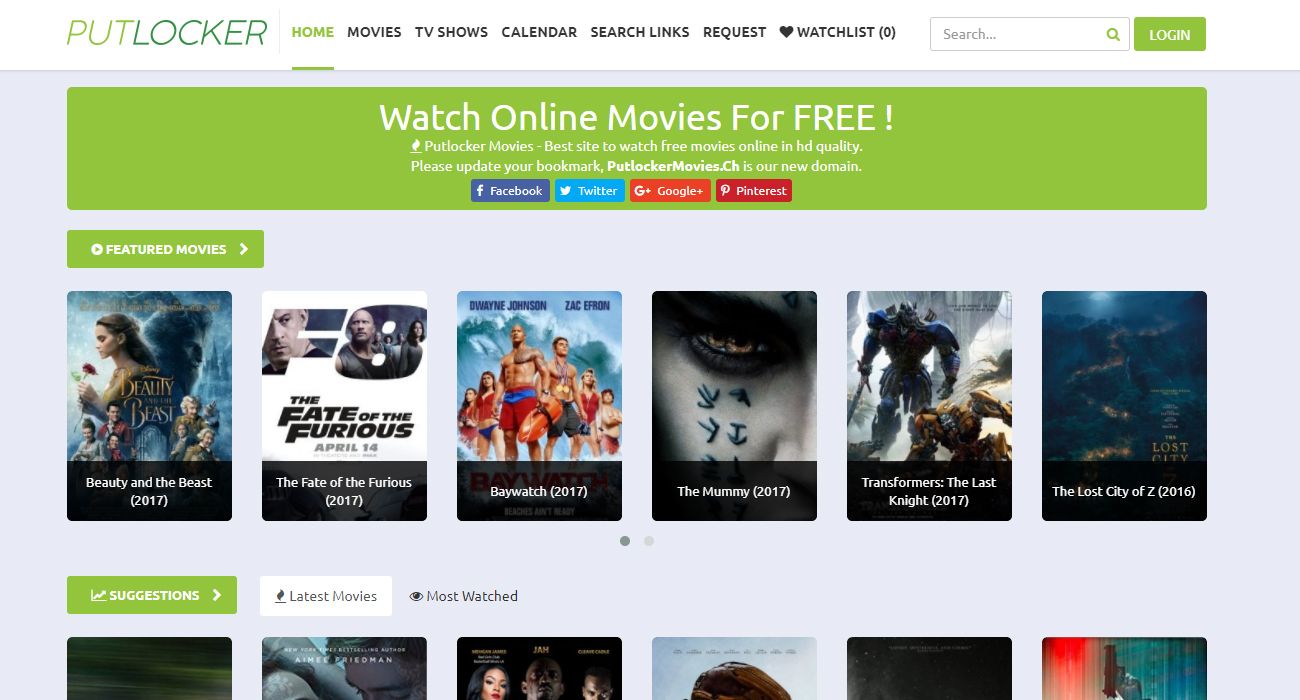 PUTLOCKER
HOME MOVIES TV SHOWS CALENDAR SEARCH LINKS REQUEST WATCHLIST (0)
Search...
LOGIN
Watch Online Movies For FREE !
Putlocker Movies - Best site to watch free movies online in hd quality.
Please update your bookmark, PutlockerMovies.Ch is our new domain.
Facebook Twitter Google+ Pinterest
FEATURED MOVIES
Disney
BEAUTY
AND THE
BEAST
Beauty and the Beast
(2017)
F8
THE
FATE OF THE
FURIOUS
APRIL 14
The Fate of the Furious
(2017)
DWAYNE JOHNSON ZAC EFRON
BAYWATCH
Baywatch (2017)
BEACHES AIN'T READY
The Mummy (2017)
Transformers: The Last
Knight (2017)
THE
LOST
CITY
The Lost City of Z (2016)
SUGGESTIONS
Latest Movies
Most Watched
AIMEE FRIEDMAN
MEAGAN JAMES
JAH
CLEAVE CABLE